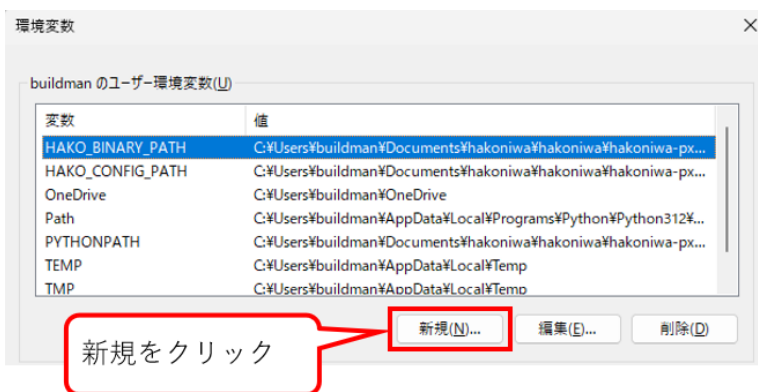 環境変数
buildman のユーザー環境変数(U)
変数 値
HAKO_BINARY_PATH C:¥Users¥buildman¥Documents¥hakoniwa¥hakoniwa¥hakoniwa-px...
HAKO_CONFIG_PATH C:¥Users¥buildman¥Documents¥hakoniwa¥hakoniwa¥hakoniwa-px...
OneDrive C:¥Users¥buildman¥OneDrive
Path C:¥Users¥buildman¥AppData¥Local¥Programs¥Python¥Python312¥...
PYTHONPATH C:¥Users¥buildman¥Documents¥hakoniwa¥hakoniwa¥hakoniwa-px...
TEMP C:¥Users¥buildman¥AppData¥Local¥Temp
TMP C:¥Users¥buildman¥AppData¥Local¥Temp
新規(N)... 編集(E)... 削除(D)
新規をクリック